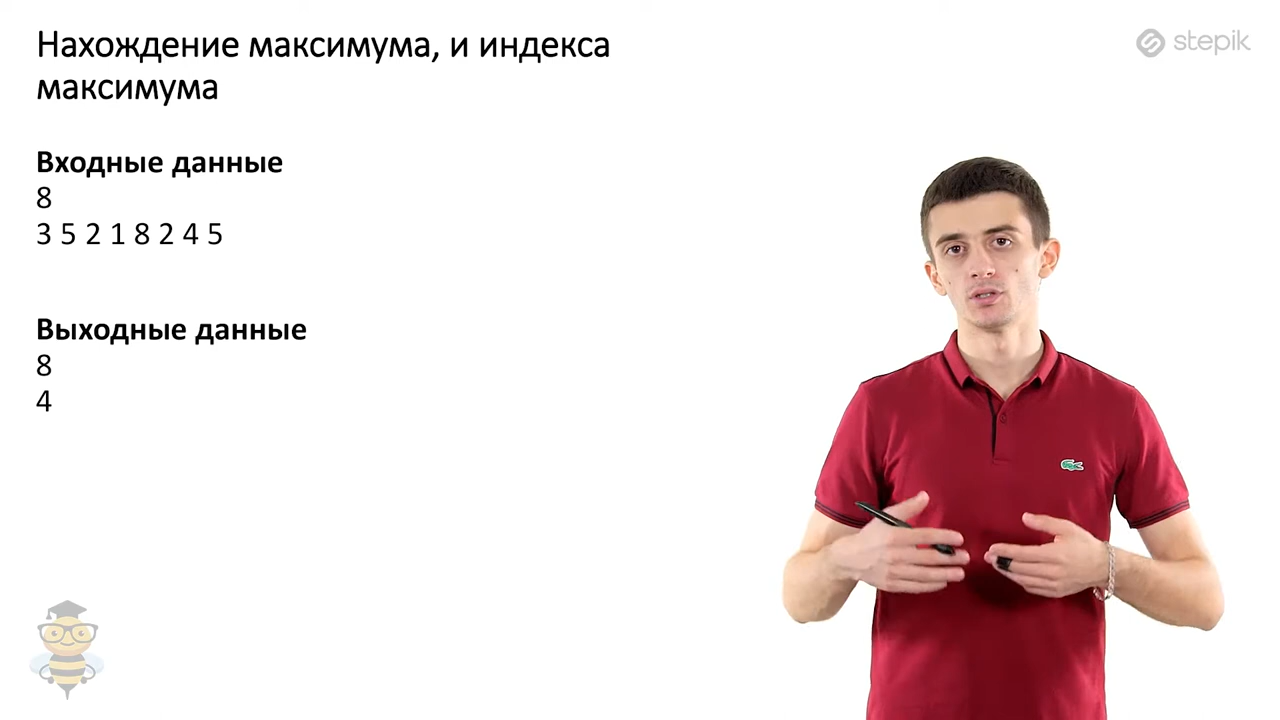 Нахождение максимума, и индекса
максимума
stepik
Входные данные
8
3 5 2 1 8 2 4 5
Выходные данные
8
4